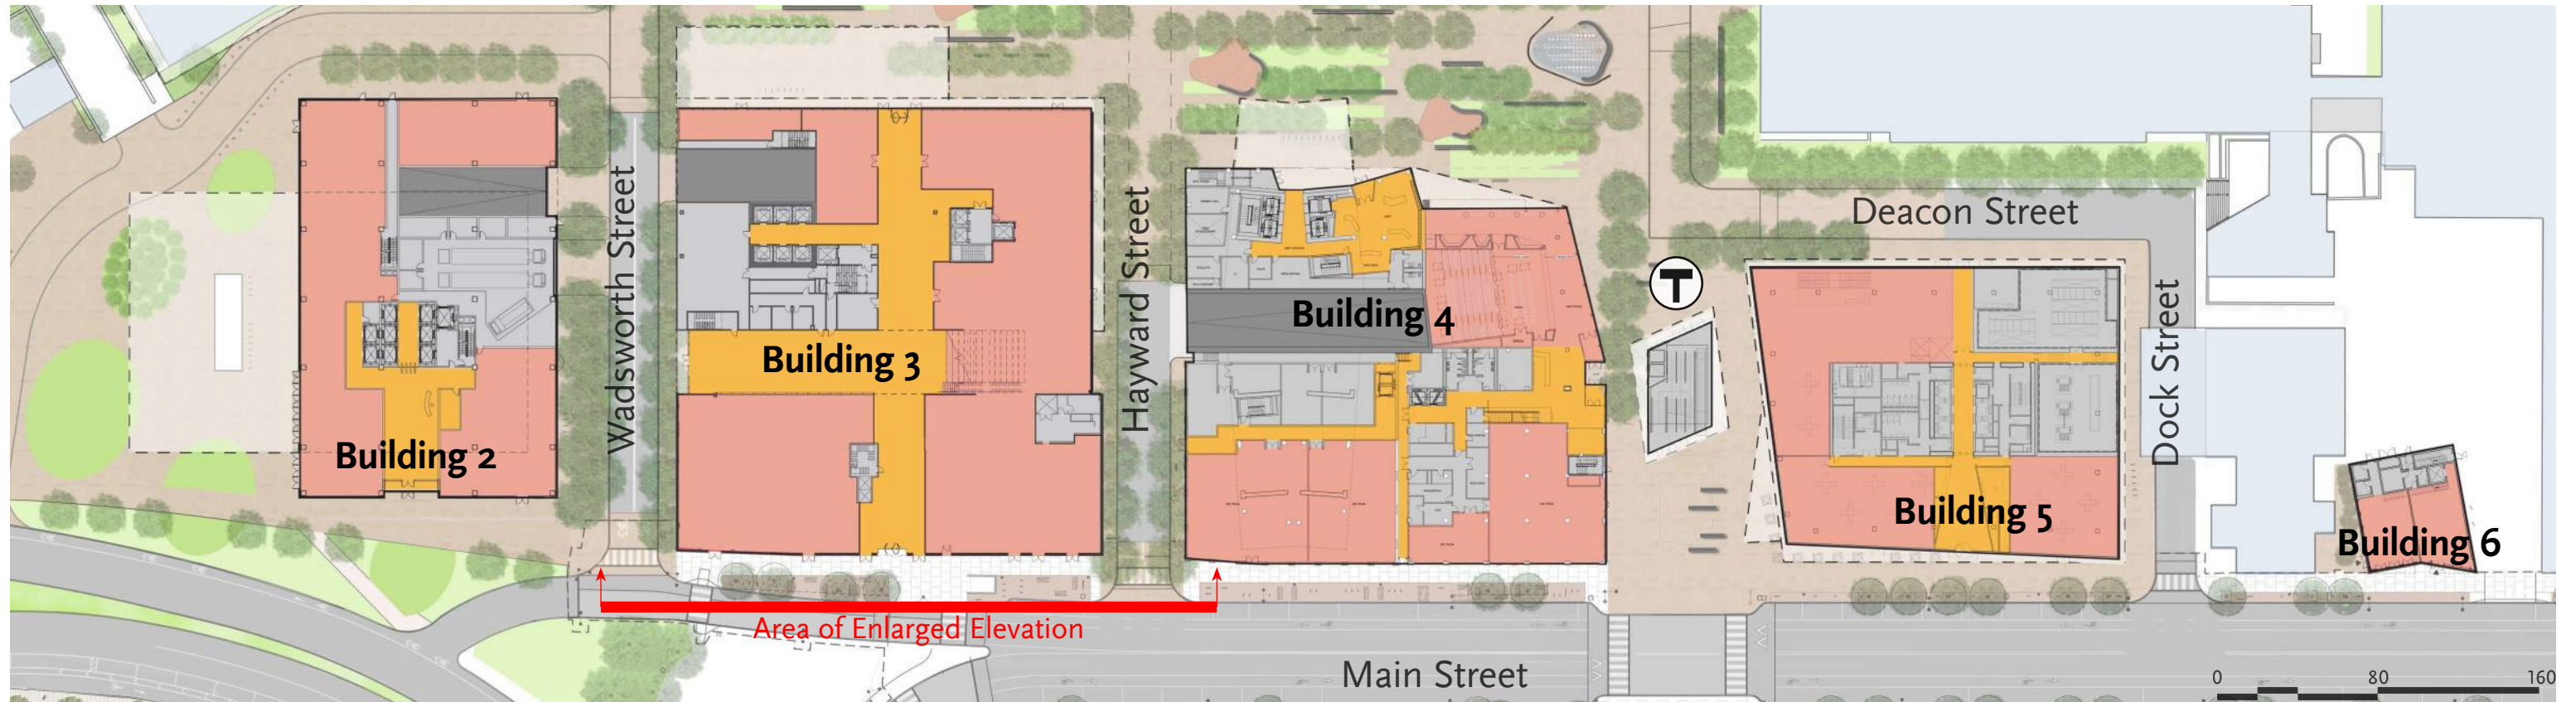 Deacon Street
Wadsworth Street
Hayward Street
T
Dock Street
Building 4
Building 3
Building 2
Building 5
Building 6
Area of Enlarged Elevation
Main Street
0 80 160